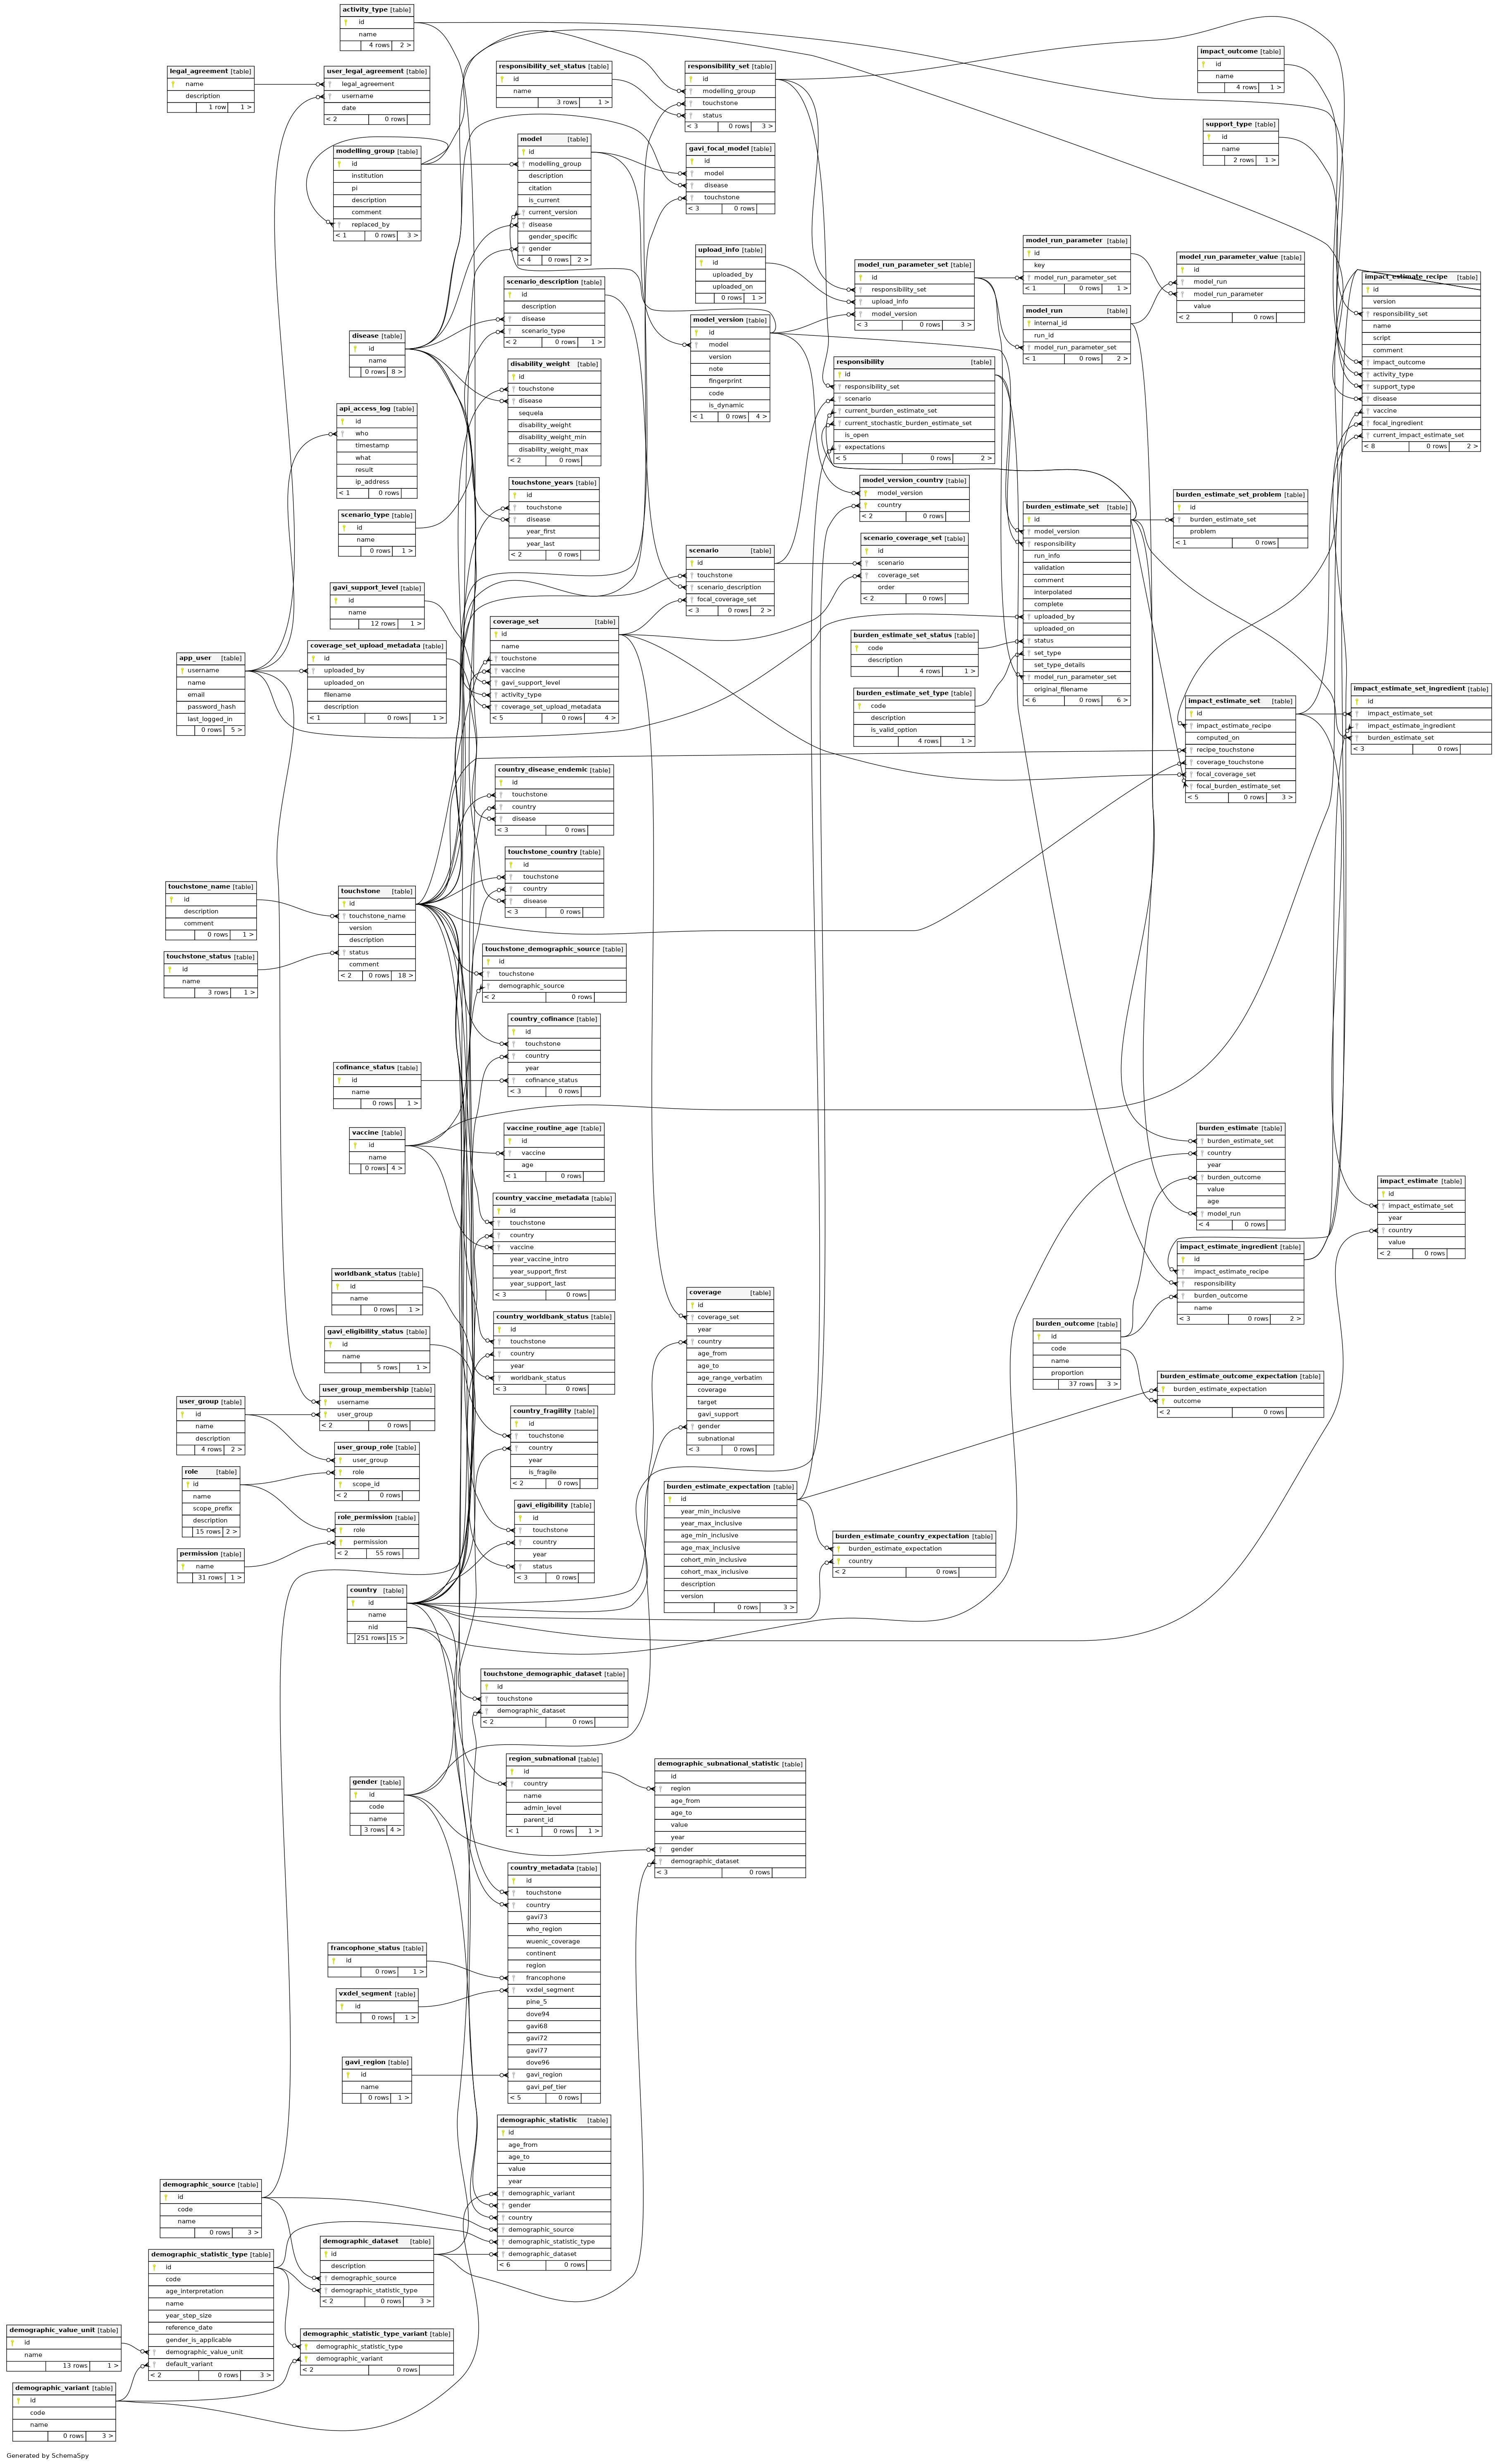 activity_type [table]
id
name
4 rows 2 >
legal_agreement [table]
name
description
1 row 1 >
user_legal_agreement [table]
legal_agreement
username
date
< 2 0 rows
responsibility_set_status [table]
id
name
3 rows 1 >
responsibility_set [table]
id
modelling_group
touchstone
status
< 3 0 rows 3 >
impact_outcome [table]
id
name
4 rows 1 >
support_type [table]
id
name
2 rows 1 >
modelling_group [table]
id
institution
pi
description
comment
replaced_by
< 1 0 rows 3 >
model [table]
id
modelling_group
description
citation
is_current
current_version
disease
gender_specific
gender
< 4 0 rows 2 >
gavi_focal_model [table]
id
model
disease
touchstone
< 3 0 rows
upload_info [table]
id
uploaded_by
uploaded_on
0 rows 1 >
model_run_parameter_set [table]
id
responsibility_set
upload_info
model_version
< 3 0 rows 3 >
model_run_parameter [table]
id
key
model_run_parameter_set
< 1 0 rows 1 >
model_run_parameter_value [table]
id
model_run
model_run_parameter
value
< 2 0 rows
model_run [table]
internal_id
run_id
model_run_parameter_set
< 1 0 rows 2 >
impact_estimate_recipe [table]
id
version
responsibility_set
name
script
comment
impact_outcome
activity_type
support_type
disease
vaccine
focal_ingredient
current_impact_estimate_set
< 8 0 rows 2 >
scenario_description [table]
id
description
disease
scenario_type
< 2 0 rows 1 >
model_version [table]
id
model
version
note
fingerprint
code
is_dynamic
< 1 0 rows 4 >
disease [table]
id
name
0 rows 8 >
disability_weight [table]
id
touchstone
disease
sequela
disability_weight
disability_weight_min
disability_weight_max
< 2 0 rows
responsibility [table]
id
responsibility_set
scenario
current_burden_estimate_set
current_stochastic_burden_estimate_set
is_open
expectations
< 5 0 rows 2 >
api_access_log [table]
id
who
timestamp
what
result
ip_address
< 1 0 rows
touchstone_years [table]
id
touchstone
disease
year_first
year_last
< 2 0 rows
model_version_country [table]
model_version
country
< 2 0 rows
burden_estimate_set_problem [table]
id
burden_estimate_set
problem
< 1 0 rows
scenario_type [table]
id
name
0 rows 1 >
burden_estimate_set [table]
id
model_version
responsibility
run_info
validation
comment
interpolated
complete
uploaded_by
uploaded_on
status
set_type
set_type_details
model_run_parameter_set
original_filename
< 6 0 rows 6 >
scenario [table]
id
touchstone
scenario_description
focal_coverage_set
< 3 0 rows 2 >
scenario_coverage_set [table]
id
scenario
coverage_set
order
< 2 0 rows
gavi_support_level [table]
id
name
12 rows 1 >
coverage_set [table]
id
name
touchstone
vaccine
gavi_support_level
activity_type
coverage_set_upload_metadata
< 5 0 rows 4 >
burden_estimate_set_status [table]
code
description
4 rows 1 >
coverage_set_upload_metadata [table]
id
uploaded_by
uploaded_on
filename
description
< 1 0 rows 1 >
app_user [table]
username
name
email
password_hash
last_logged_in
0 rows 5 >
burden_estimate_set_type [table]
code
description
is_valid_option
4 rows 1 >
impact_estimate_set [table]
id
impact_estimate_recipe
computed_on
recipe_touchstone
coverage_touchstone
focal_coverage_set
focal_burden_estimate_set
< 5 0 rows 3 >
impact_estimate_set_ingredient [table]
id
impact_estimate_set
impact_estimate_ingredient
burden_estimate_set
< 3 0 rows
country_disease_endemic [table]
id
touchstone
country
disease
< 3 0 rows
touchstone_country [table]
id
touchstone
country
disease
< 3 0 rows
touchstone_name [table]
id
description
comment
0 rows 1 >
touchstone [table]
id
touchstone_name
version
description
status
comment
< 2 0 rows 18 >
touchstone_status [table]
id
name
3 rows 1 >
touchstone_demographic_source [table]
id
touchstone
demographic_source
< 2 0 rows
country_cofinance [table]
id
touchstone
country
year
cofinance_status
< 3 0 rows
cofinance_status [table]
id
name
0 rows 1 >
vaccine [table]
id
name
0 rows 4 >
vaccine_routine_age [table]
id
vaccine
age
< 1 0 rows
burden_estimate [table]
burden_estimate_set
country
year
burden_outcome
value
age
model_run
< 4 0 rows
impact_estimate [table]
id
impact_estimate_set
year
country
value
< 2 0 rows
country_vaccine_metadata [table]
id
touchstone
country
vaccine
year_vaccine_intro
year_support_first
year_support_last
< 3 0 rows
impact_estimate_ingredient [table]
id
impact_estimate_recipe
responsibility
burden_outcome
name
< 3 0 rows 2 >
worldbank_status [table]
id
name
0 rows 1 >
coverage [table]
id
coverage_set
year
country
age_from
age_to
age_range_verbatim
coverage
target
gavi_support
gender
subnational
< 3 0 rows
country_worldbank_status [table]
id
touchstone
country
year
worldbank_status
< 3 0 rows
burden_outcome [table]
id
code
name
proportion
37 rows 3 >
gavi_eligibility_status [table]
id
name
5 rows 1 >
burden_estimate_outcome_expectation [table]
burden_estimate_expectation
outcome
< 2 0 rows
user_group_membership [table]
username
user_group
< 2 0 rows
user_group [table]
id
name
description
4 rows 2 >
country_fragility [table]
id
touchstone
country
year
is_fragile
< 2 0 rows
user_group_role [table]
user_group
role
scope_id
< 2 0 rows
role [table]
id
name
scope_prefix
description
15 rows 2 >
burden_estimate_expectation [table]
id
year_min_inclusive
year_max_inclusive
age_min_inclusive
age_max_inclusive
cohort_min_inclusive
cohort_max_inclusive
description
version
0 rows 3 >
gavi_eligibility [table]
id
touchstone
country
year
status
< 3 0 rows
role_permission [table]
role
permission
< 2 55 rows
burden_estimate_country_expectation [table]
burden_estimate_expectation
country
< 2 0 rows
permission [table]
name
31 rows 1 >
country [table]
id
name
nid
251 rows 15 >
touchstone_demographic_dataset [table]
id
touchstone
demographic_dataset
< 2 0 rows
region_subnational [table]
id
country
name
admin_level
parent_id
< 1 0 rows 1 >
demographic_subnational_statistic [table]
id
region
age_from
age_to
value
year
gender
demographic_dataset
< 3 0 rows
gender [table]
id
code
name
3 rows 4 >
country_metadata [table]
id
touchstone
country
gavi73
who_region
wuenic_coverage
continent
region
francophone
vxdel_segment
pine_5
dove94
gavi68
gavi72
gavi77
dove96
gavi_region
gavi_pef_tier
< 5 0 rows
francophone_status [table]
id
0 rows 1 >
vxdel_segment [table]
id
0 rows 1 >
gavi_region [table]
id
name
0 rows 1 >
demographic_statistic [table]
id
age_from
age_to
value
year
demographic_variant
gender
country
demographic_source
demographic_statistic_type
demographic_dataset
< 6 0 rows
demographic_source [table]
id
code
name
0 rows 3 >
demographic_dataset [table]
id
description
demographic_source
demographic_statistic_type
< 2 0 rows 3 >
demographic_statistic_type [table]
id
code
age_interpretation
name
year_step_size
reference_date
gender_is_applicable
demographic_value_unit
default_variant
< 2 0 rows 3 >
demographic_value_unit [table]
id
name
13 rows 1 >
demographic_statistic_type_variant [table]
demographic_statistic_type
demographic_variant
< 2 0 rows
demographic_variant [table]
id
code
name
0 rows 3 >
Generated by SchemaSpy